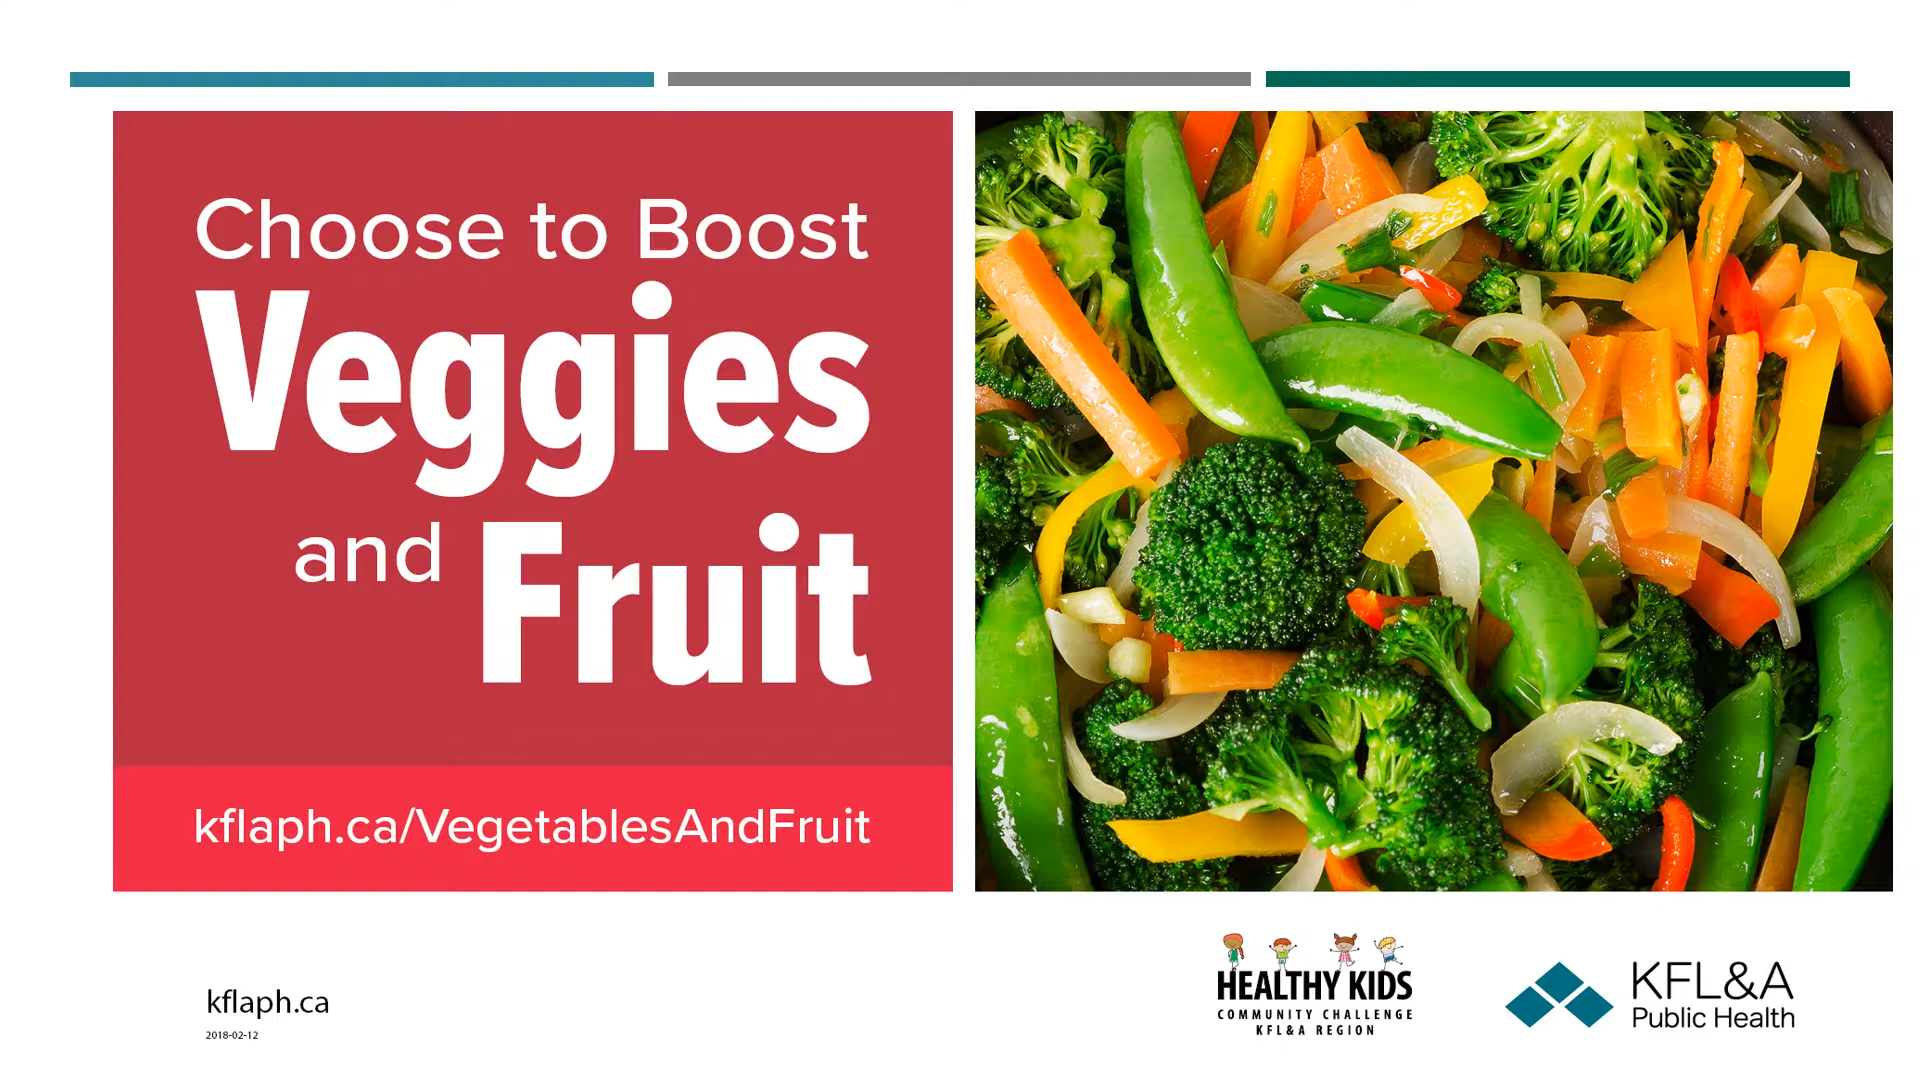 Choose to Boost
Veggies
and Fruit
kflaph.ca/VegetablesAndFruit
kflaph.ca
2018-02-12
HEALTHY KIDS
COMMUNITY CHALLENGE
KFL&A REGION
KFL&A
Public Health